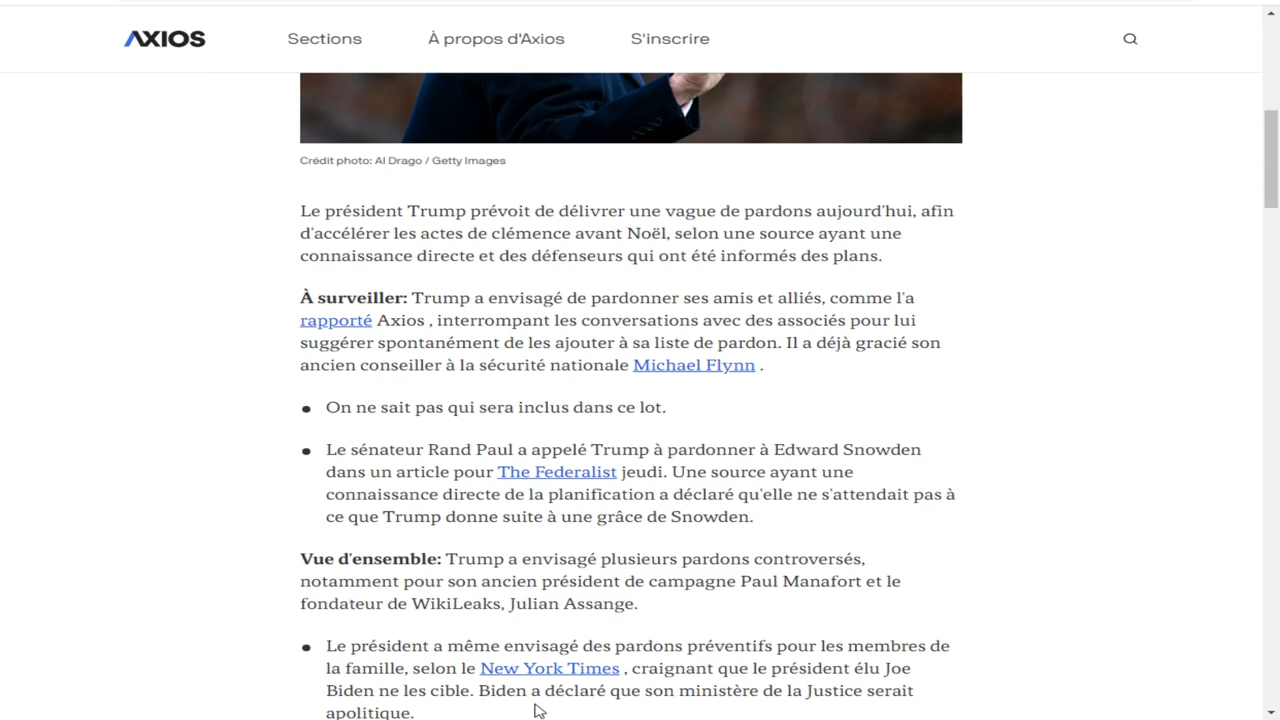 AXIOS Sections À propos d'Axios S'inscrire
Crédit photo: Al Drago / Getty Images
Le président Trump prévoit de délivrer une vague de pardons aujourd'hui, afin
d'accélérer les actes de clémence avant Noël, selon une source ayant une
connaissance directe et des défenseurs qui ont été informés des plans.
À surveiller: Trump a envisagé de pardonner ses amis et alliés, comme l'a
rapporté Axios , interrompant les conversations avec des associés pour lui
suggérer spontanément de les ajouter à sa liste de pardon. Il a déjà gracié son
ancien conseiller à la sécurité nationale Michael Flynn .
• On ne sait pas qui sera inclus dans ce lot.
• Le sénateur Rand Paul a appelé Trump à pardonner à Edward Snowden
dans un article pour The Federalist jeudi. Une source ayant une
connaissance directe de la planification a déclaré qu'elle ne s'attendait pas à
ce que Trump donne suite à une grâce de Snowden.
Vue d'ensemble: Trump a envisagé plusieurs pardons controversés,
notamment pour son ancien président de campagne Paul Manafort et le
fondateur de WikiLeaks, Julian Assange.
• Le président a même envisagé des pardons préventifs pour les membres de
la famille, selon le New York Times , craignant que le président élu Joe
Biden ne les cible. Biden a déclaré que son ministère de la Justice serait
apolitique.